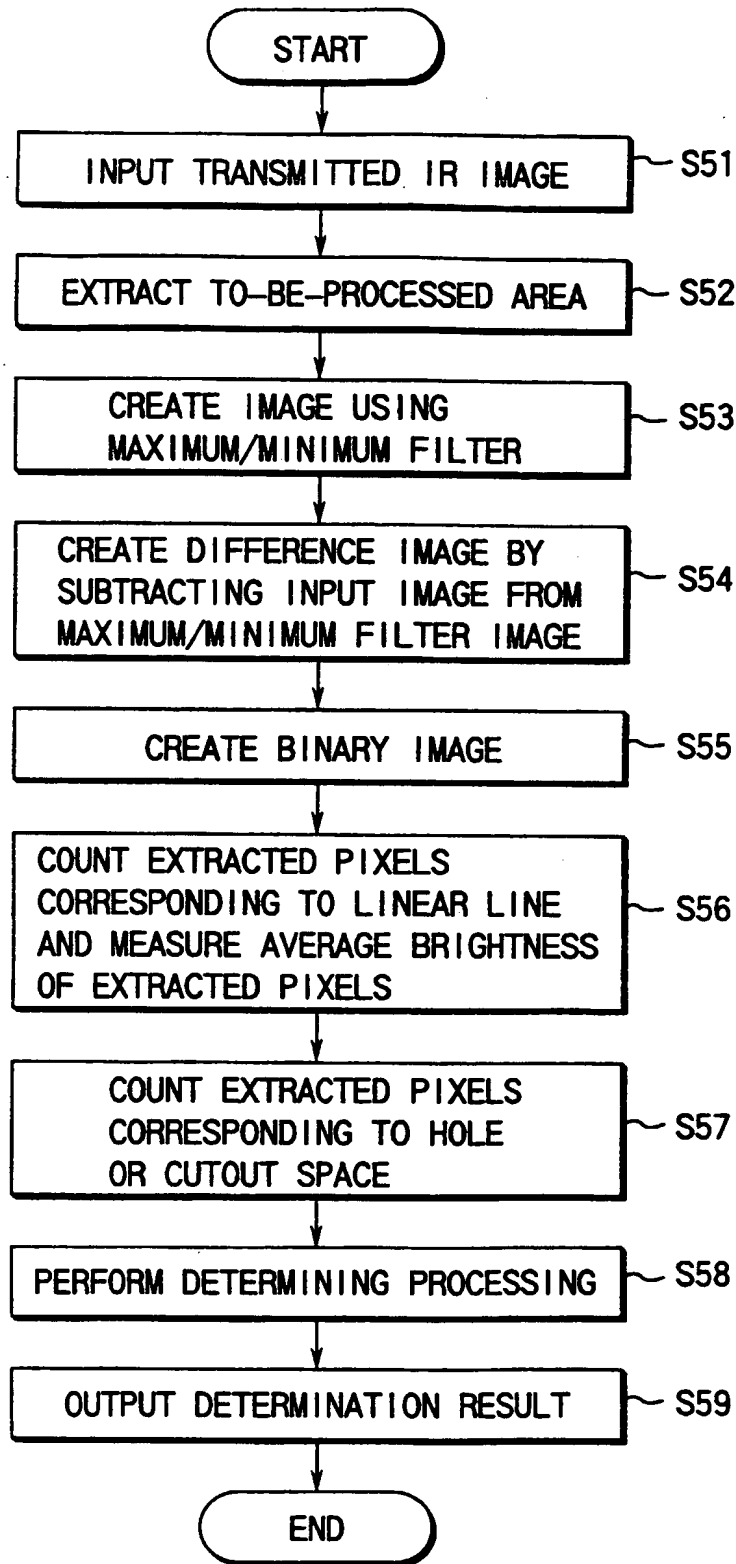 START
INPUT TRANSMITTED IR IMAGE
S51
EXTRACT TO-BE-PROCESSED AREA
S52
CREATE IMAGE USING
MAXIMUM/MINIMUM FILTER
S53
CREATE DIFFERENCE IMAGE BY
SUBTRACTING INPUT IMAGE FROM
MAXIMUM/MINIMUM FILTER IMAGE
S54
CREATE BINARY IMAGE
S55
COUNT EXTRACTED PIXELS
CORRESPONDING TO LINEAR LINE
AND MEASURE AVERAGE BRIGHTNESS
OF EXTRACTED PIXELS
S56
COUNT EXTRACTED PIXELS
CORRESPONDING TO HOLE
OR CUTOUT SPACE
S57
PERFORM DETERMINING PROCESSING
S58
OUTPUT DETERMINATION RESULT
S59
END